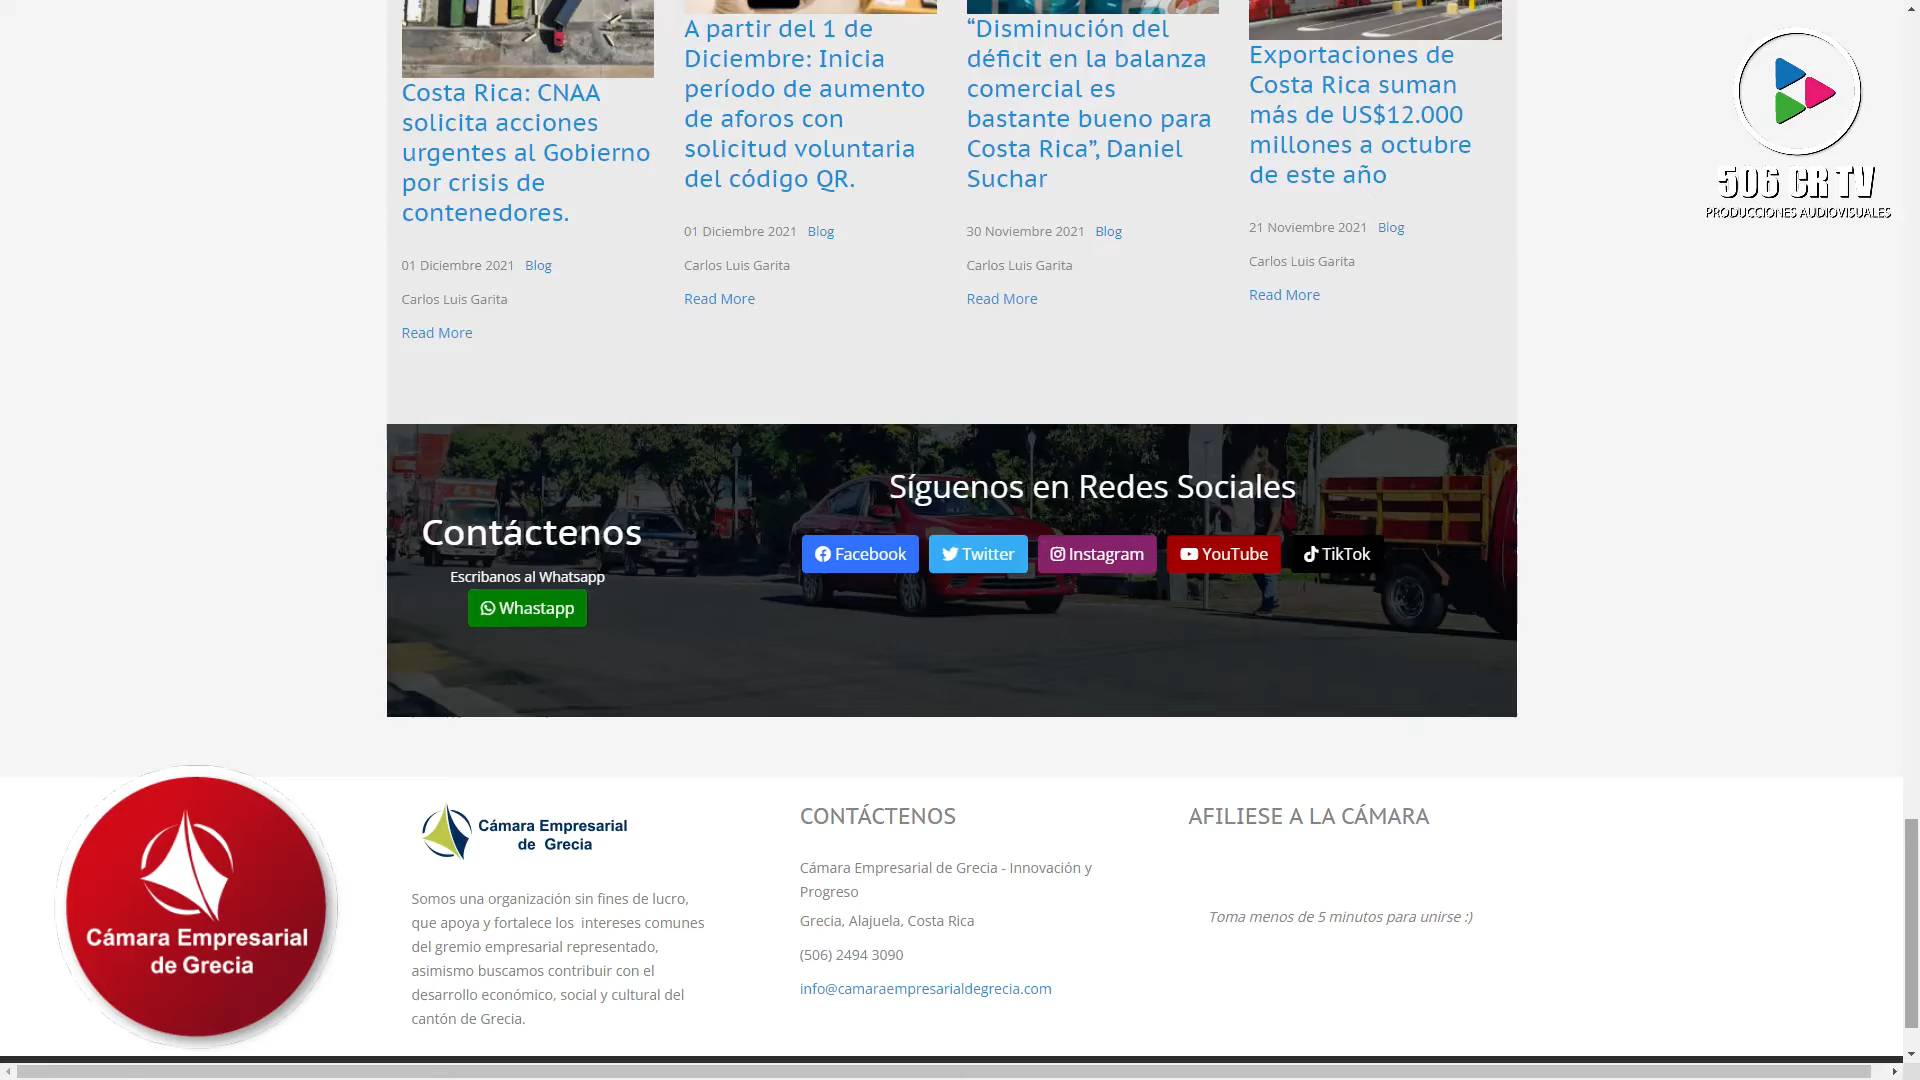 Costa Rica: CNAA
solicita acciones
urgentes al Gobierno
por crisis de
contenedores.
01 Diciembre 2021 Blog
Carlos Luis Garita
Read More
A partir del 1 de
Diciembre: Inicia
período de aumento
de aforos con
solicitud voluntaria
del código QR.
01 Diciembre 2021 Blog
Carlos Luis Garita
Read More
“Disminución del
déficit en la balanza
comercial es
bastante bueno para
Costa Rica”, Daniel
Suchar
30 Noviembre 2021 Blog
Carlos Luis Garita
Read More
Exportaciones de
Costa Rica suman
más de US$12.000
millones a octubre
de este año
21 Noviembre 2021 Blog
Carlos Luis Garita
Read More
506 CR TV
PRODUCCIONES AUDIOVISUALES
Contáctenos
Escribanos al Whatsapp
Whastapp
Síguenos en Redes Sociales
Facebook Twitter Instagram YouTube TikTok
Cámara Empresarial
de Grecia
Cámara Empresarial
de Grecia
Somos una organización sin fines de lucro,
que apoya y fortalece los intereses comunes
del gremio empresarial representado,
asimismo buscamos contribuir con el
desarrollo económico, social y cultural del
cantón de Grecia.
CONTÁCTENOS
Cámara Empresarial de Grecia - Innovación y
Progreso
Grecia, Alajuela, Costa Rica
(506) 2494 3090
info@camaraempresarialdegrecia.com
AFILIESE A LA CÁMARA
Toma menos de 5 minutos para unirse :)